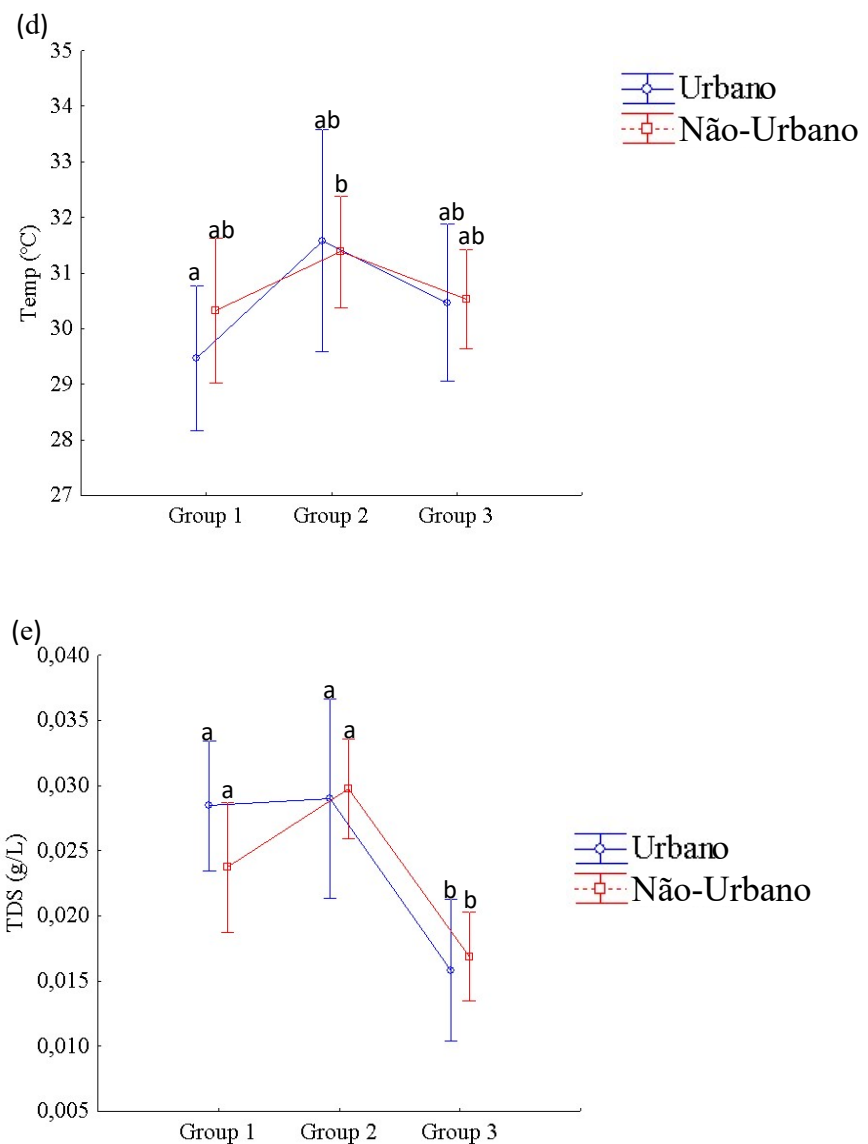 (d)
35
34
33
32
31
30
29
28
27
Temp (°C)
a
ab
ab
b
ab
ab
Group 1
Group 2
Group 3
Urbano
Não-Urbano
(e)
0,040
0,035
0,030
0,025
0,020
0,015
0,010
0,005
TDS (g/L)
a
a
a
a
b
b
Group 1
Group 2
Group 3
Urbano
Não-Urbano